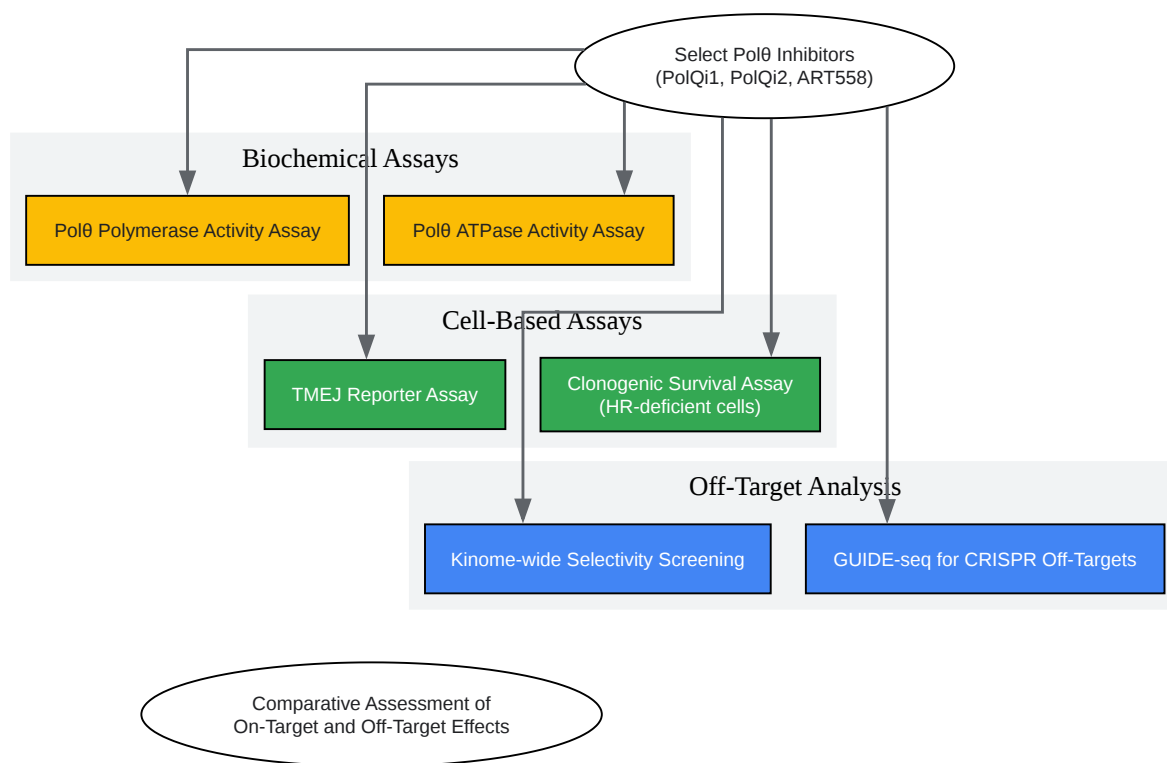 Select Polθ Inhibitors
(PolQi1, PolQi2, ART558)
Biochemical Assays
Polθ Polymerase Activity Assay
Polθ ATPase Activity Assay
Cell-Based Assays
TMEJ Reporter Assay
Clonogenic Survival Assay
(HR-deficient cells)
Off-Target Analysis
Kinome-wide Selectivity Screening
GUIDE-seq for CRISPR Off-Targets
Comparative Assessment of
On-Target and Off-Target Effects